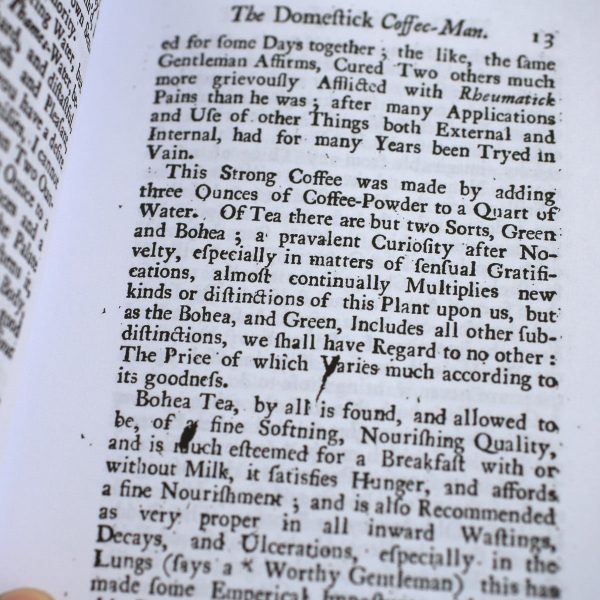 The Domestick Coffee-Man. 13
ed for ſome Days together ; the like, the ſame
Gentleman Affirms, Cured Two others much
more grievouſly Afflicted with Rheumatick
Pains than he was ; after many Applications
and Uſe of other Things both External and
Internal, had for many Years been Tryed in
Vain.
This Strong Coffee was made by adding
three Ounces of Coffee-Powder to a Quart of
Water. Of Tea there are but two Sorts, Green
and Bohea ; a pravalent Curioſity after No-
velty, eſpecially in matters of ſenſual Gratifi-
cations, almoſt continually Multiplies new
kinds or diſtinctions of this Plant upon us, but
as the Bohea, and Green, Includes all other ſub-
diſtinctions, we ſhall have Regard to no other :
The Price of which Varies much according to
its goodneſs.
Bohea Tea, by all is found, and allowed to
be, of a fine Softning, Nouriſhing Quality,
and is much eſteemed for a Breakfaſt with or
without Milk, it ſatisfies Hunger, and affords
a fine Nouriſhment ; and is alſo Recommended
as very proper in all inward Waſtings,
Decays, and Ulcerations, eſpecially in the
Lungs (ſays a * Worthy Gentleman) this has
made ſome Emperical